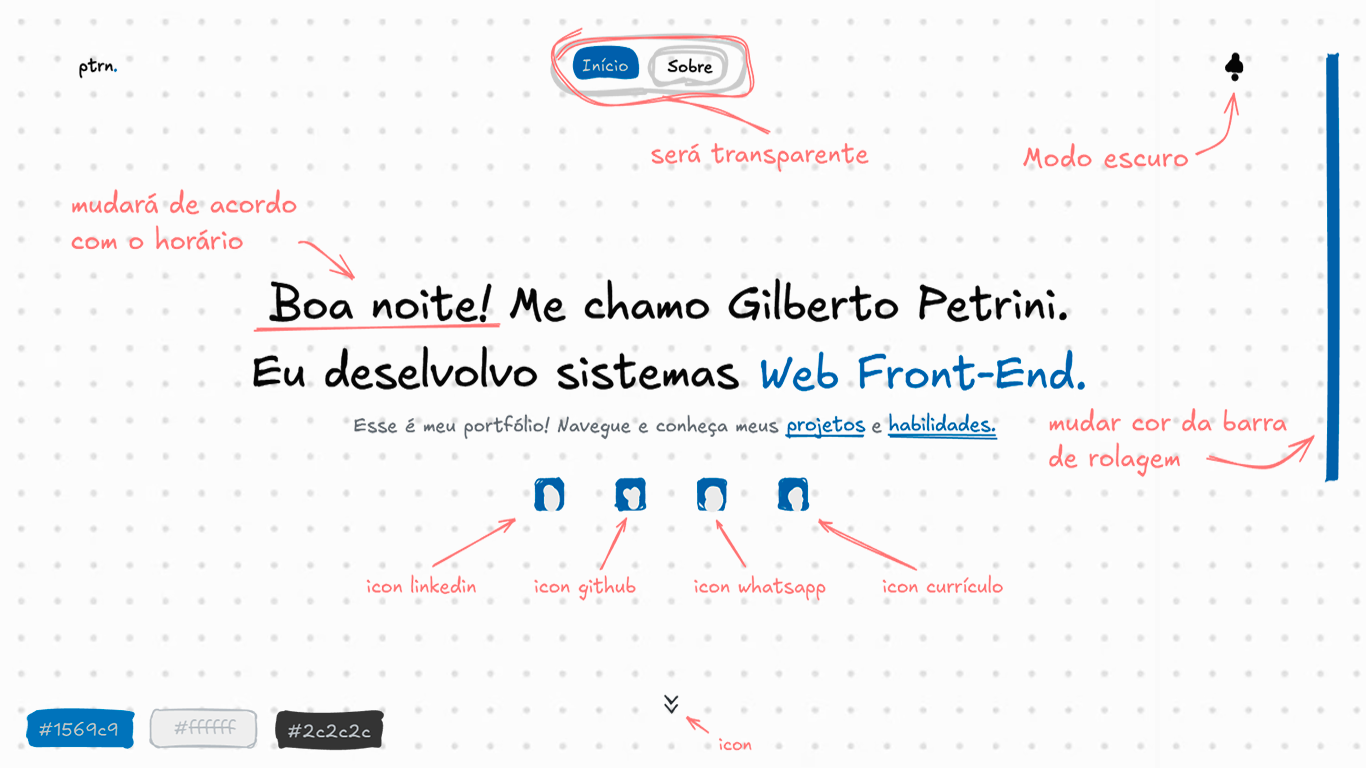 ptrn.
Início
Sobre
será transparente
Modo escuro
mudará de acordo
com o horário
Boa noite! Me chamo Gilberto Petrini.
Eu deselvolvo sistemas Web Front-End.
Esse é meu portfólio! Navegue e conheça meus projetos e habilidades.
mudar cor da barra
de rolagem
icon linkedin
icon github
icon whatsapp
icon currículo
#1569c9
#ffffff
#2c2c2c
icon